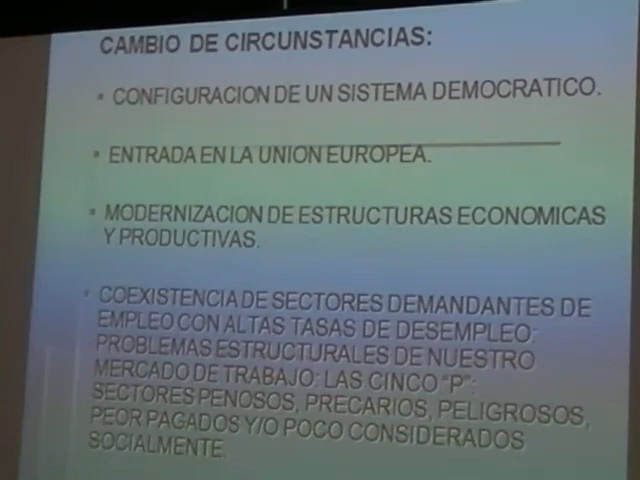 CAMBIO DE CIRCUNSTANCIAS:
• CONFIGURACION DE UN SISTEMA DEMOCRATICO.
• ENTRADA EN LA UNION EUROPEA.
• MODERNIZACION DE ESTRUCTURAS ECONOMICAS
Y PRODUCTIVAS.
• COEXISTENCIA DE SECTORES DEMANDANTES DE
EMPLEO CON ALTAS TASAS DE DESEMPLEO:
PROBLEMAS ESTRUCTURALES DE NUESTRO
MERCADO DE TRABAJO: LAS CINCO "P":
SECTORES PENOSOS, PRECARIOS, PELIGROSOS,
PEOR PAGADOS Y/O POCO CONSIDERADOS
SOCIALMENTE.